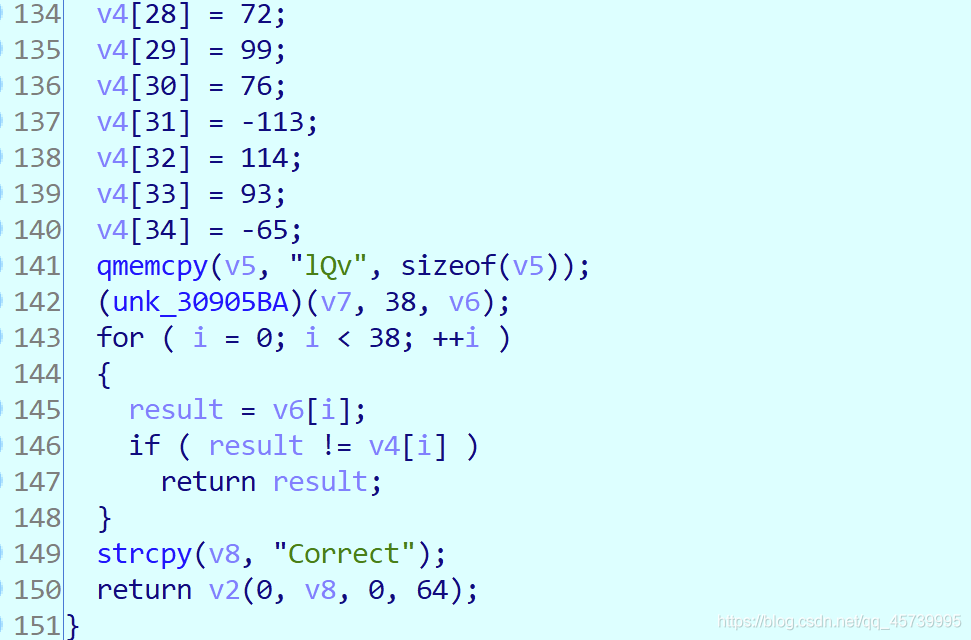 134 v4[28] = 72;
135 v4[29] = 99;
136 v4[30] = 76;
137 v4[31] = -113;
138 v4[32] = 114;
139 v4[33] = 93;
140 v4[34] = -65;
141 qmemcpy(v5, "lQv", sizeof(v5));
142 (unk_30905BA)(v7, 38, v6);
143 for ( i = 0; i < 38; ++i )
144 {
145 result = v6[i];
146 if ( result != v4[i] )
147 return result;
148 }
149 strcpy(v8, "Correct");
150 return v2(0, v8, 0, 64);
151 }
https://blog.csdn.net/qq_45739995